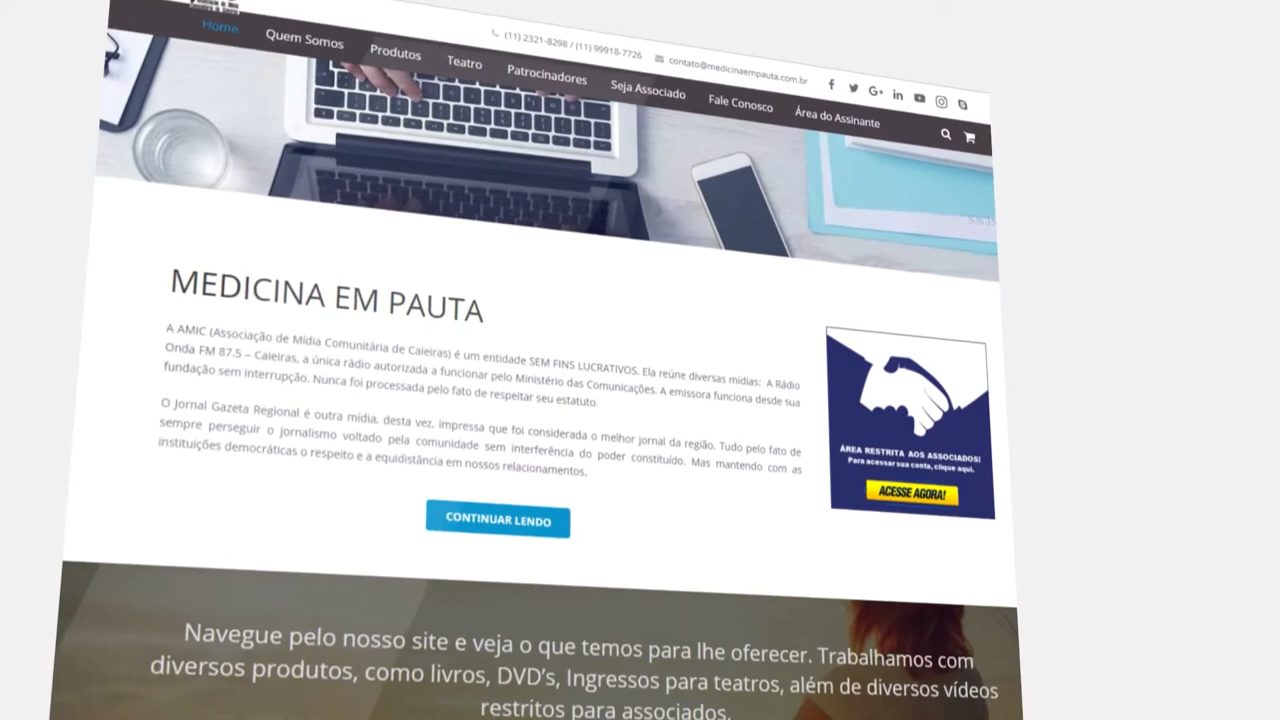 (11) 2321-8298 / (11) 99918-7726 contato@medicinaempauta.com.br
Home Quem Somos Produtos Teatro Patrocinadores Seja Associado Fale Conosco Área do Assinante
MEDICINA EM PAUTA
A AMIC (Associação de Mídia Comunitária de Caieiras) é um entidade SEM FINS LUCRATIVOS. Ela reúne diversas mídias: A Rádio
Onda FM 87.5 – Caieiras, a única rádio autorizada a funcionar pelo Ministério das Comunicações. A emissora funciona desde sua
fundação sem interrupção. Nunca foi processada pelo fato de respeitar seu estatuto.
O Jornal Gazeta Regional é outra mídia, desta vez, impressa que foi considerada o melhor jornal da região. Tudo pelo fato de
sempre perseguir o jornalismo voltado pela comunidade sem interferência do poder constituído. Mas mantendo com as
instituições democráticas o respeito e a equidistância em nossos relacionamentos.
CONTINUAR LENDO
ÁREA RESTRITA AOS ASSOCIADOS!
Para acessar sua conta, clique aqui.
ACESSE AGORA!
Navegue pelo nosso site e veja o que temos para lhe oferecer. Trabalhamos com
diversos produtos, como livros, DVD's, Ingressos para teatros, além de diversos vídeos
restritos para associados.